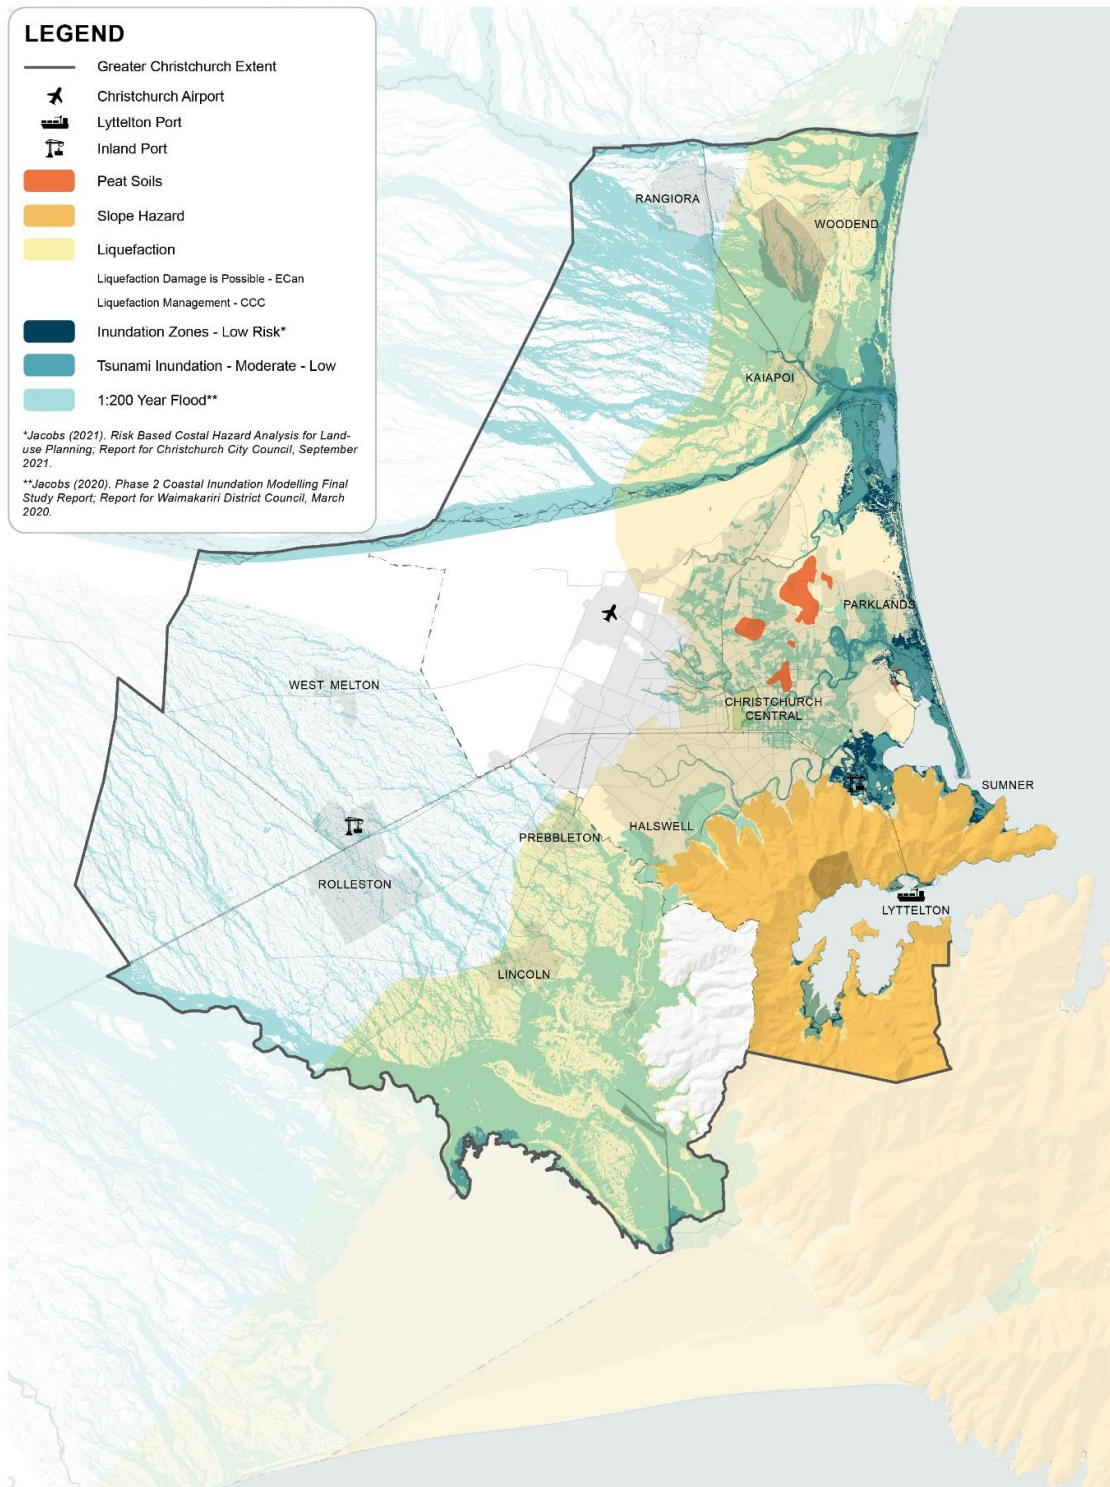 LEGEND
Greater Christchurch Extent
Christchurch Airport
Lyttelton Port
Inland Port
Peat Soils
Slope Hazard
Liquefaction
Liquefaction Damage is Possible - ECan
Liquefaction Management - CCC
Inundation Zones - Low Risk*
Tsunami Inundation - Moderate - Low
1:200 Year Flood**
*Jacobs (2021). Risk Based Costal Hazard Analysis for Land-
use Planning; Report for Christchurch City Council, September
2021.
**Jacobs (2020). Phase 2 Coastal Inundation Modelling Final
Study Report; Report for Waimakariri District Council, March
2020.
RANGIORA
WOODEND
KAIAPOI
PARKLANDS
WEST MELTON
CHRISTCHURCH
CENTRAL
SUMNER
PREBBLETON
HALSWELL
ROLLESTON
LYTTELTON
LINCOLN